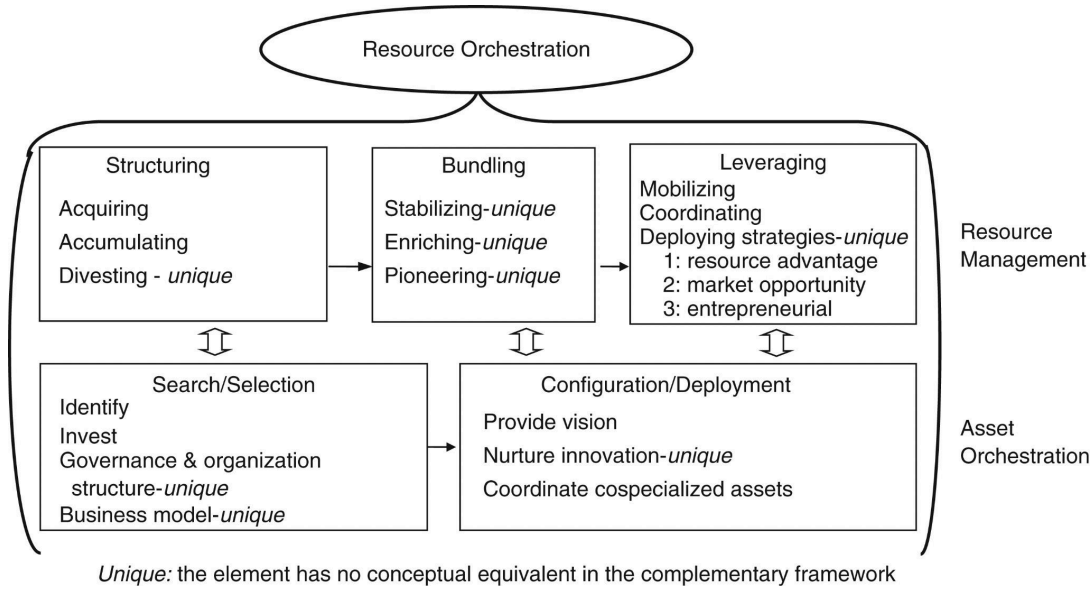 Resource Orchestration
Structuring
Acquiring
Accumulating
Divesting - unique
Bundling
Stabilizing-unique
Enriching-unique
Pioneering-unique
Leveraging
Mobilizing
Coordinating
Deploying strategies-unique
1: resource advantage
2: market opportunity
3: entrepreneurial
Resource
Management
Search/Selection
Identify
Invest
Governance & organization
structure-unique
Business model-unique
Configuration/Deployment
Provide vision
Nurture innovation-unique
Coordinate cospecialized assets
Asset
Orchestration
Unique: the element has no conceptual equivalent in the complementary framework